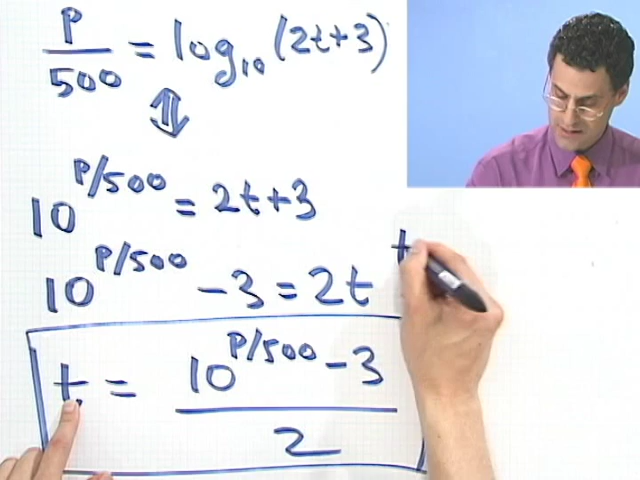 P/500 = log₁₀ (2t+3)
⇕
10^P/500 = 2t+3
10^P/500 - 3 = 2t
t
t = 10^P/500 - 3 / 2